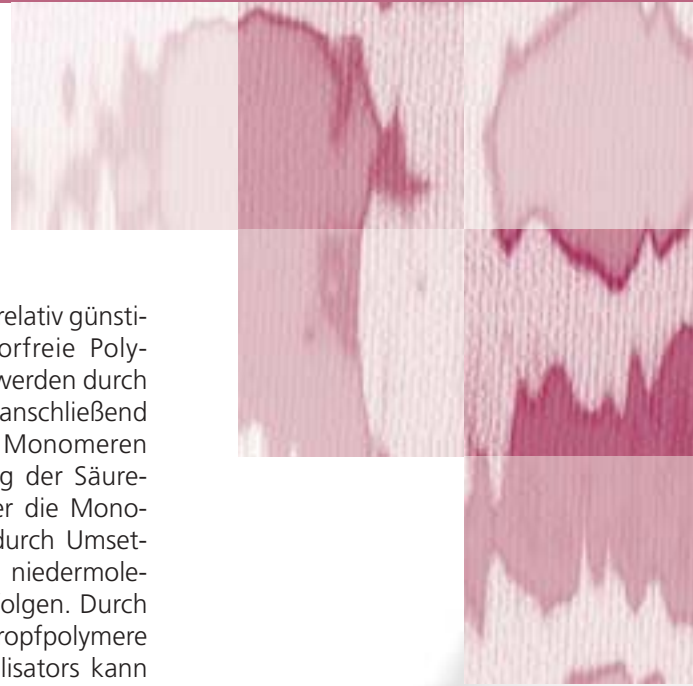 relativ günsti-
orfreie Poly-
werden durch
anschließend
Monomeren
g der Säure-
er die Mono-
durch Umset-
niedermole-
olgen. Durch
ropfpolymere
lisators kann